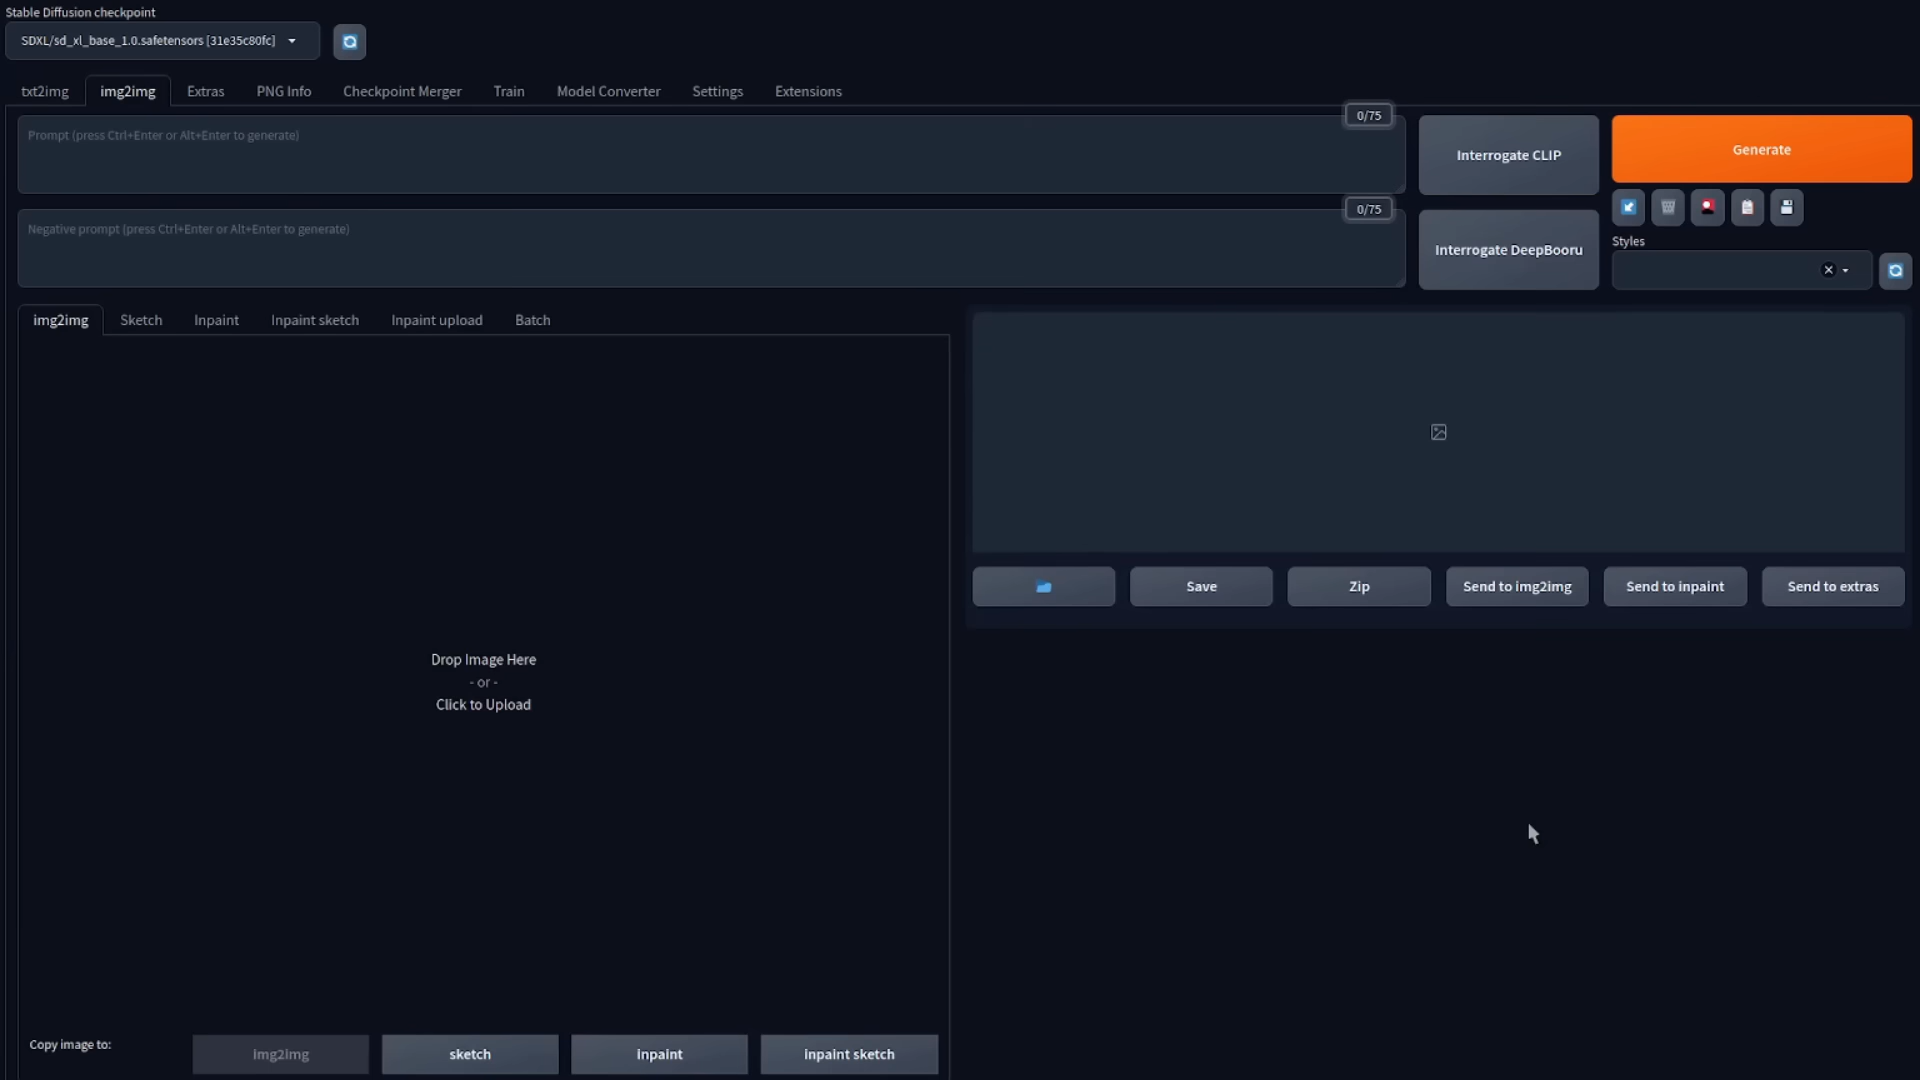 Stable Diffusion checkpoint
SDXL/sd_xl_base_1.0.safetensors [31e35c80fc]
txt2img img2img Extras PNG Info Checkpoint Merger Train Model Converter Settings Extensions
0/75
Prompt (press Ctrl+Enter or Alt+Enter to generate)
Interrogate CLIP
Generate
0/75
Negative prompt (press Ctrl+Enter or Alt+Enter to generate)
Interrogate DeepBooru
Styles
img2img Sketch Inpaint Inpaint sketch Inpaint upload Batch
Drop Image Here
- or -
Click to Upload
Save Zip Send to img2img Send to inpaint Send to extras
Copy image to: img2img sketch inpaint inpaint sketch